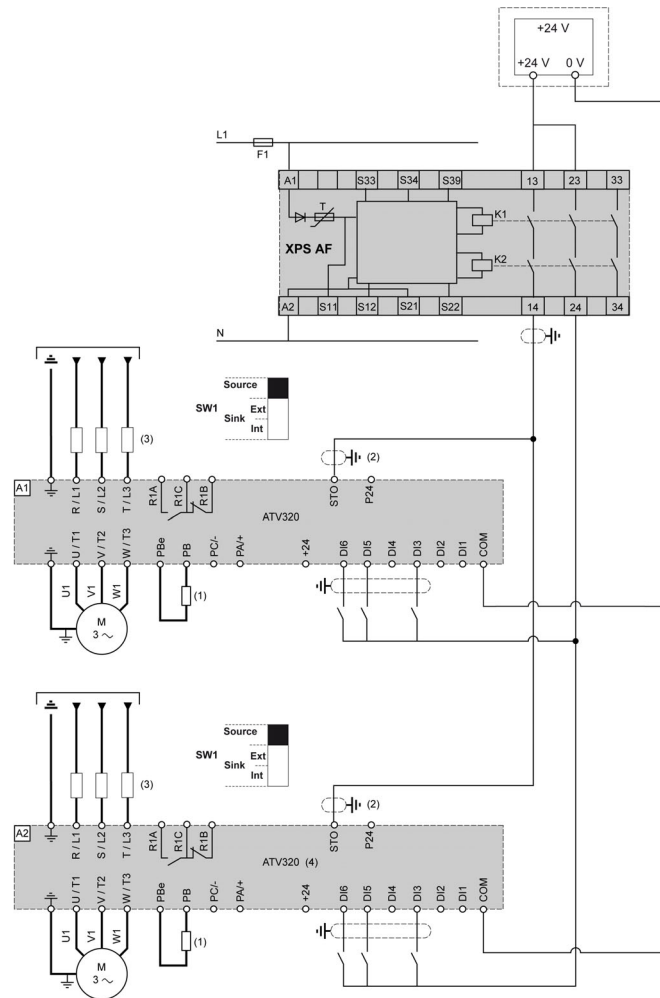 +24 V
+24 V 0 V
L1
F1
A1 S33 S34 S39 13 23 33
T
K1
XPS AF
K2
A2 S11 S12 S21 S22 14 24 34
N
Source
SW1 Ext
Sink
Int
(3)
(2)
A1
R / L1 S / L2 T / L3 R1A R1C R1B STO P24
ATV320
U / T1 V / T2 W / T3 PBe PB PC/- PA/+ +24 DI6 DI5 DI4 DI3 DI2 DI1 COM
U1 V1 W1
(1)
M
3 ~
Source
SW1 Ext
Sink
Int
(3)
(2)
A2
R / L1 S / L2 T / L3 R1A R1C R1B STO P24
ATV320 (4)
U / T1 V / T2 W / T3 PBe PB PC/- PA/+ +24 DI6 DI5 DI4 DI3 DI2 DI1 COM
U1 V1 W1
(1)
M
3 ~